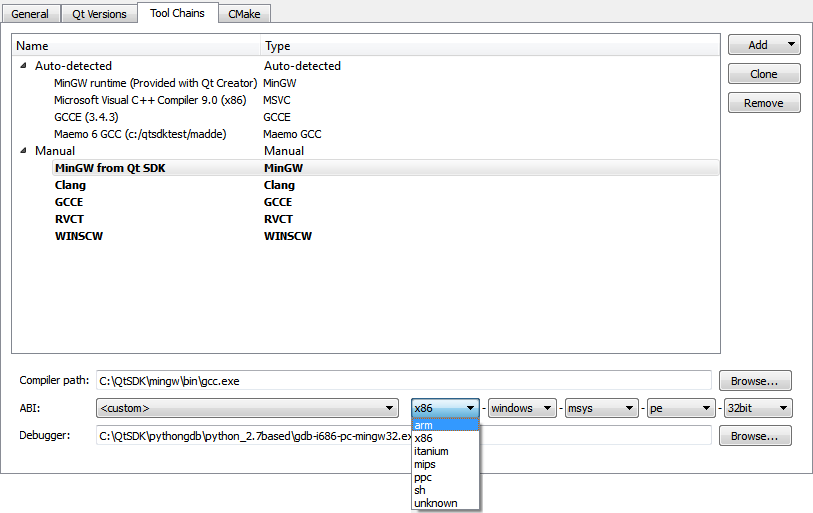 General Qt Versions Tool Chains CMake
Name Type
Auto-detected Auto-detected
MinGW runtime (Provided with Qt Creator) MinGW
Microsoft Visual C++ Compiler 9.0 (x86) MSVC
GCCE (3.4.3) GCCE
Maemo 6 GCC (c:/qtsdktest/madde) Maemo GCC
Manual Manual
MinGW from Qt SDK MinGW
Clang Clang
GCCE GCCE
RVCT RVCT
WINSCW WINSCW
Add
Clone
Remove
Compiler path: C:\QtSDK\mingw\bin\gcc.exe Browse...
ABI: <custom> x86 - windows - msys - pe - 32bit
Debugger: C:\QtSDK\pythongdb\python_2.7based\gdb-i686-pc-mingw32.ex Browse...
arm
x86
itanium
mips
ppc
sh
unknown